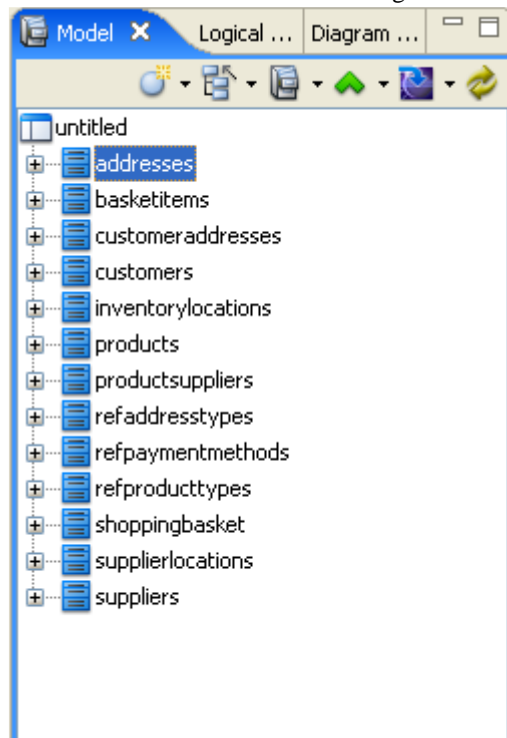 Model Logical ... Diagram ...
untitled
addresses
basketitems
customeraddresses
customers
inventorylocations
products
productsuppliers
refaddresstypes
refpaymentmethods
refproducttypes
shoppingbasket
supplierlocations
suppliers